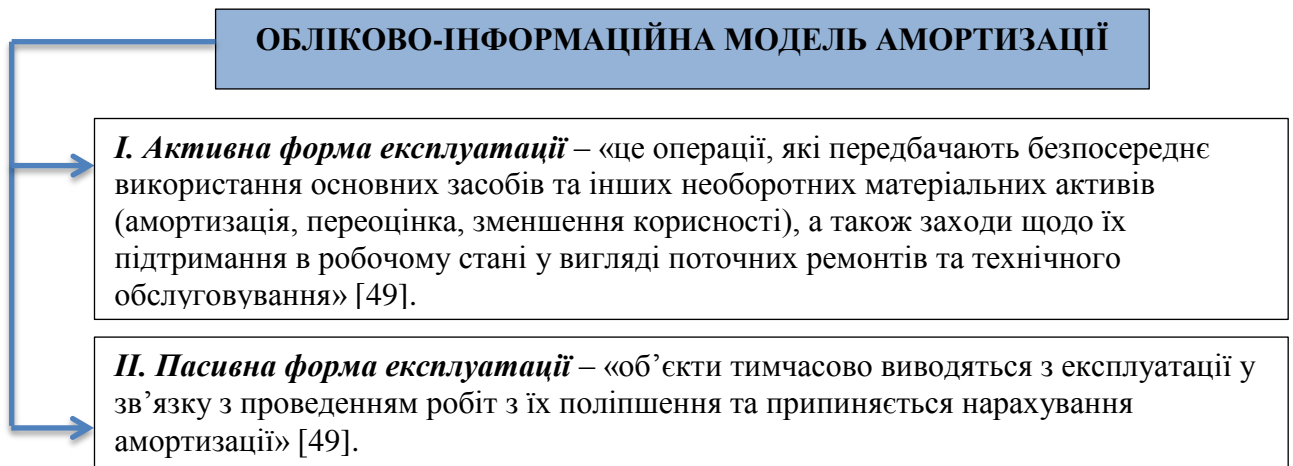 ОБЛІКОВО-ІНФОРМАЦІЙНА МОДЕЛЬ АМОРТИЗАЦІЇ
І. Активна форма експлуатації – «це операції, які передбачають безпосереднє
використання основних засобів та інших необоротних матеріальних активів
(амортизація, переоцінка, зменшення корисності), а також заходи щодо їх
підтримання в робочому стані у вигляді поточних ремонтів та технічного
обслуговування» [49].
ІІ. Пасивна форма експлуатації – «об’єкти тимчасово виводяться з експлуатації у
зв’язку з проведенням робіт з їх поліпшення та припиняється нарахування
амортизації» [49].